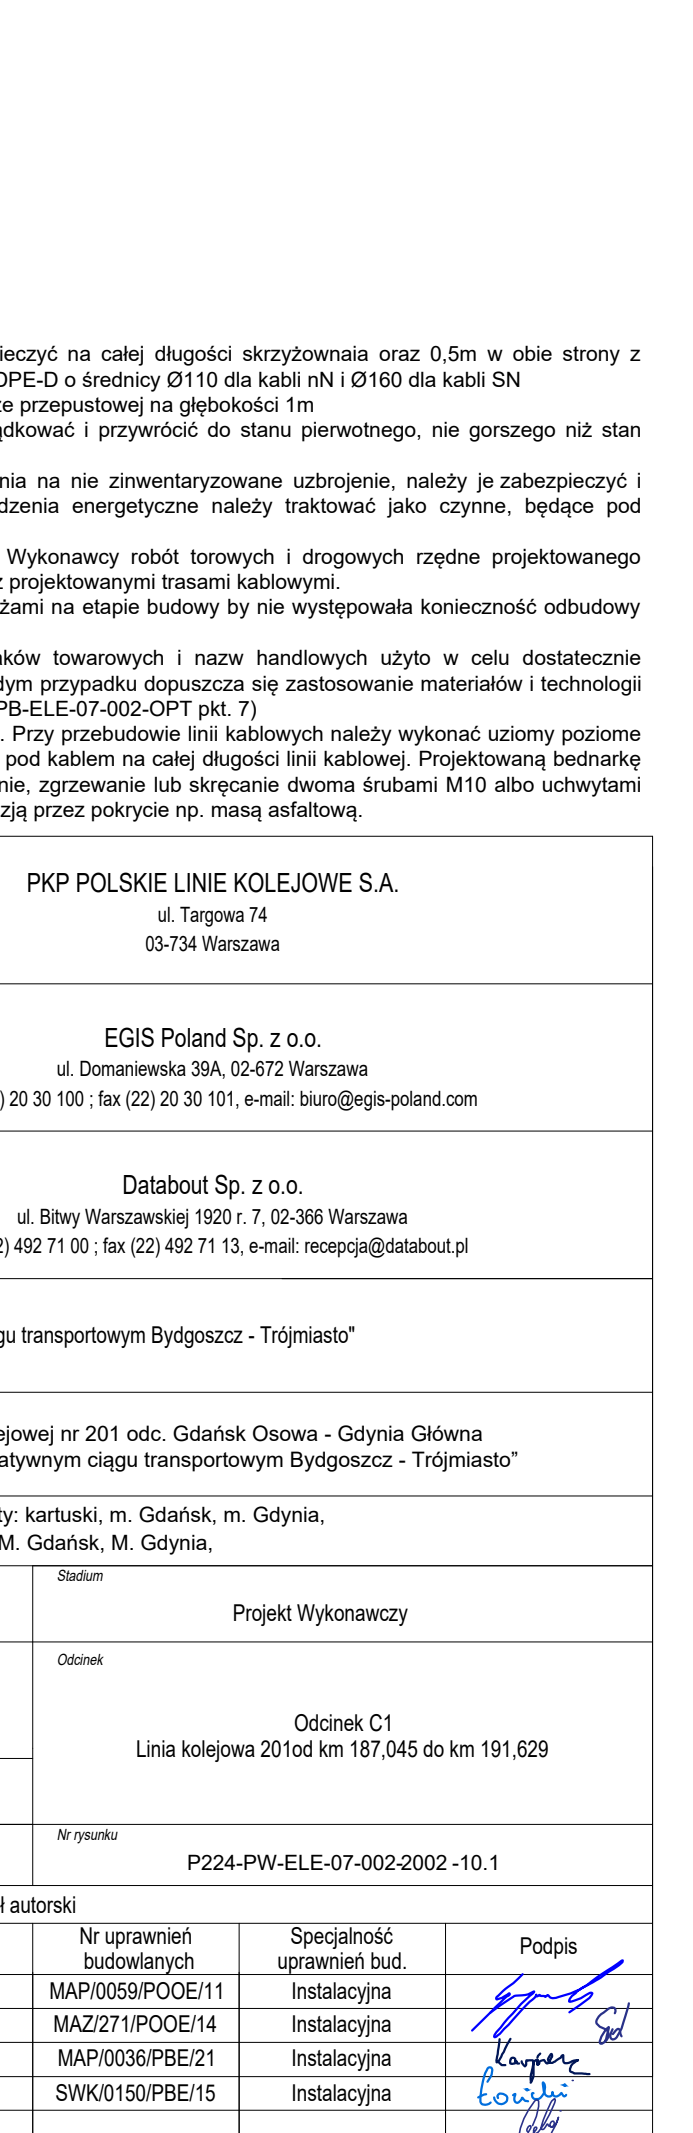 ieczyć na całej długości skrzyżownaia oraz 0,5m w obie strony z
DPE-D o średnicy Ø110 dla kabli nN i Ø160 dla kabli SN
ze przepustowej na głębokości 1m
ądkować i przywrócić do stanu pierwotnego, nie gorszego niż stan
nia na nie zinwentaryzowane uzbrojenie, należy je zabezpieczyć i
dzenia energetyczne należy traktować jako czynne, będące pod
Wykonawcy robót torowych i drogowych rzędne projektowanego
z projektowanymi trasami kablowymi.
żami na etapie budowy by nie występowała konieczność odbudowy
aków towarowych i nazw handlowych użyto w celu dostatecznie
dym przypadku dopuszcza się zastosowanie materiałów i technologii
PB-ELE-07-002-OPT pkt. 7)
. Przy przebudowie linii kablowych należy wykonać uziomy poziome
pod kablem na całej długości linii kablowej. Projektowaną bednarkę
nie, zgrzewanie lub skręcanie dwoma śrubami M10 albo uchwytami
zją przez pokrycie np. masą asfaltową.
PKP POLSKIE LINIE KOLEJOWE S.A.
ul. Targowa 74
03-734 Warszawa
EGIS Poland Sp. z o.o.
ul. Domaniewska 39A, 02-672 Warszawa
) 20 30 100 ; fax (22) 20 30 101, e-mail: biuro@egis-poland.com
Databout Sp. z o.o.
ul. Bitwy Warszawskiej 1920 r. 7, 02-366 Warszawa
2) 492 71 00 ; fax (22) 492 71 13, e-mail: recepcja@databout.pl
gu transportowym Bydgoszcz - Trójmiasto"
ejowej nr 201 odc. Gdańsk Osowa - Gdynia Główna
atywnym ciągu transportowym Bydgoszcz - Trójmiasto”
ty: kartuski, m. Gdańsk, m. Gdynia,
M. Gdańsk, M. Gdynia,
Stadium
Projekt Wykonawczy
Odcinek
Odcinek C1
Linia kolejowa 201od km 187,045 do km 191,629
Nr rysunku
P224-PW-ELE-07-002-2002 -10.1
ł autorski
Nr uprawnień budowlanych
Specjalność uprawnień bud.
Podpis
MAP/0059/POOE/11 Instalacyjna
MAZ/271/POOE/14 Instalacyjna
MAP/0036/PBE/21 Instalacyjna
SWK/0150/PBE/15 Instalacyjna